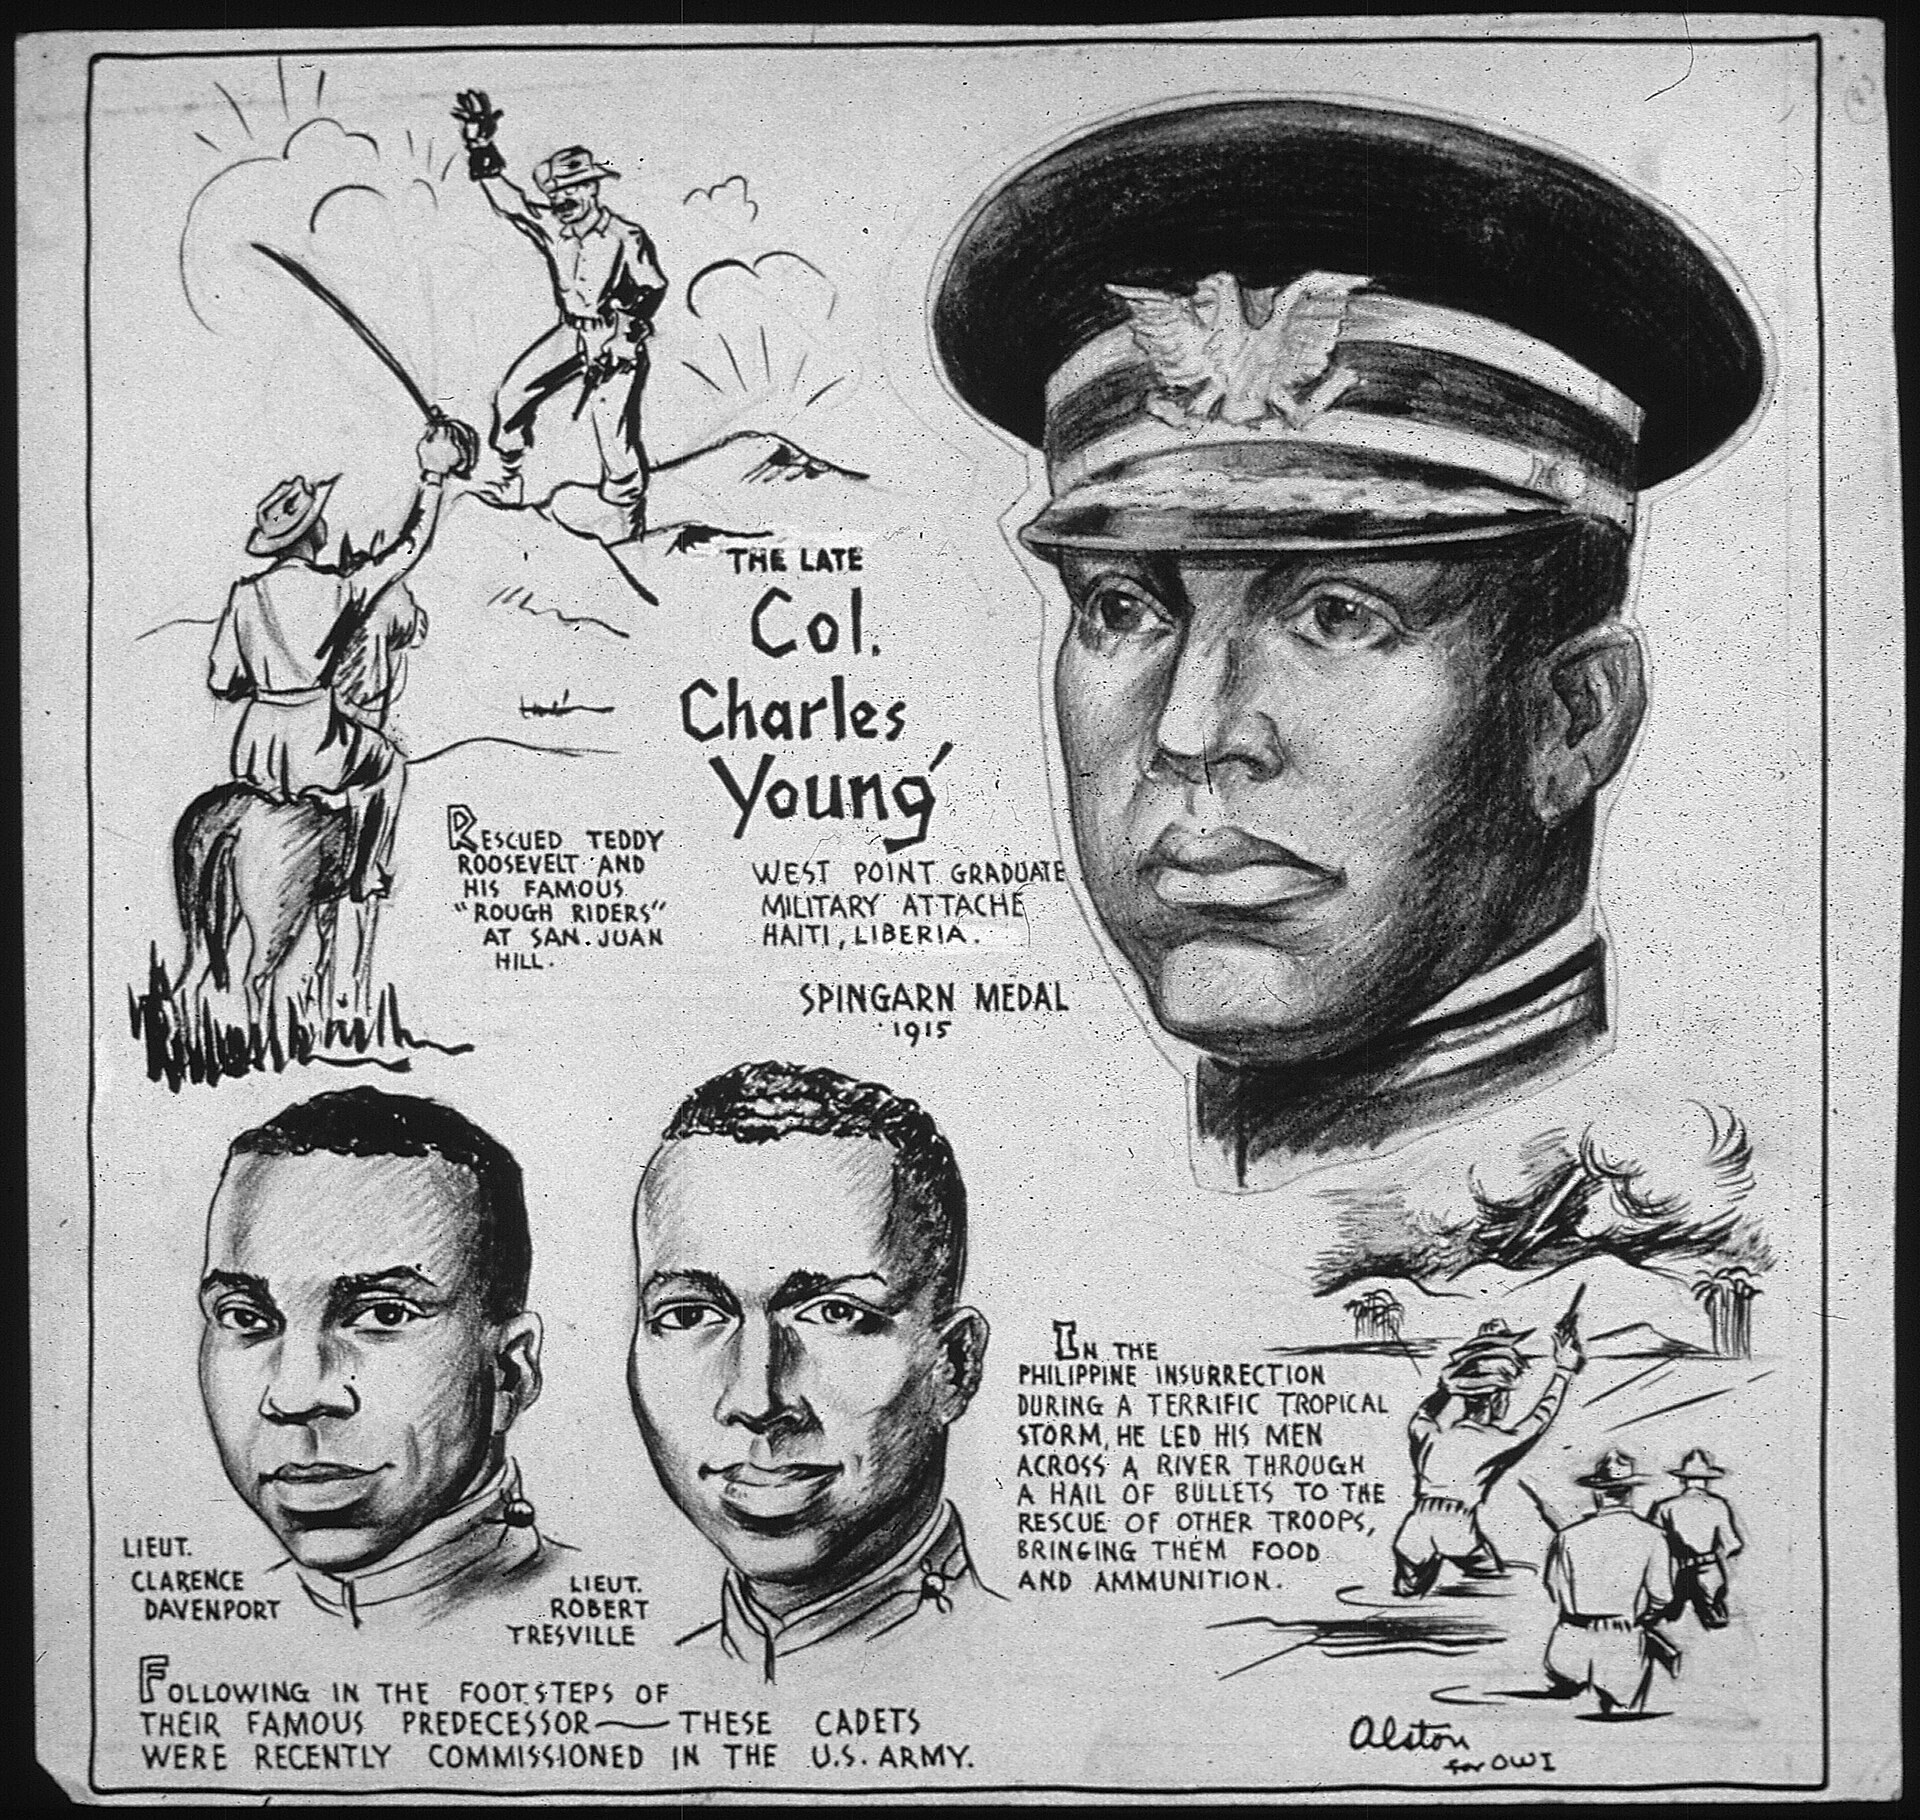 THE LATE
Col.
Charles
Young
RESCUED TEDDY
ROOSEVELT AND
HIS FAMOUS
"ROUGH RIDERS"
AT SAN JUAN
HILL.
WEST POINT GRADUATE
MILITARY ATTACHE
HAITI, LIBERIA.
SPINGARN MEDAL
1915
LIEUT.
CLARENCE
DAVENPORT
LIEUT.
ROBERT
TRESVILLE
IN THE
PHILIPPINE INSURRECTION
DURING A TERRIFIC TROPICAL
STORM, HE LED HIS MEN
ACROSS A RIVER THROUGH
A HAIL OF BULLETS TO THE
RESCUE OF OTHER TROOPS,
BRINGING THEM FOOD
AND AMMUNITION.
FOLLOWING IN THE FOOTSTEPS OF
THEIR FAMOUS PREDECESSOR — THESE CADETS
WERE RECENTLY COMMISSIONED IN THE U.S. ARMY.
Alston
for OWI